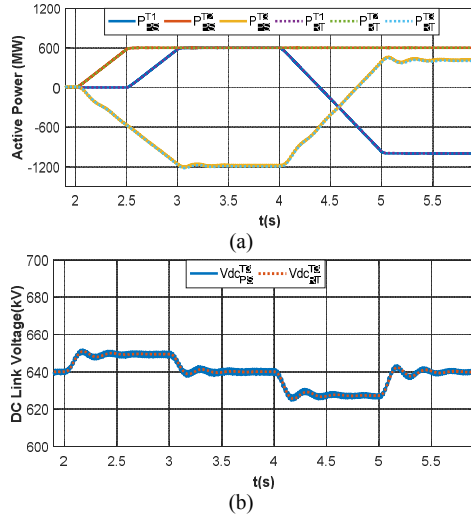 1200
600
0
-600
-1200
Active Power (MW)
2 2.5 3 3.5 4 4.5 5 5.5
t(s)
(a)
700
680
660
640
620
600
DC Link Voltage(kV)
Vdc Vdc
2 2.5 3 3.5 4 4.5 5 5.5
t(s)
(b)